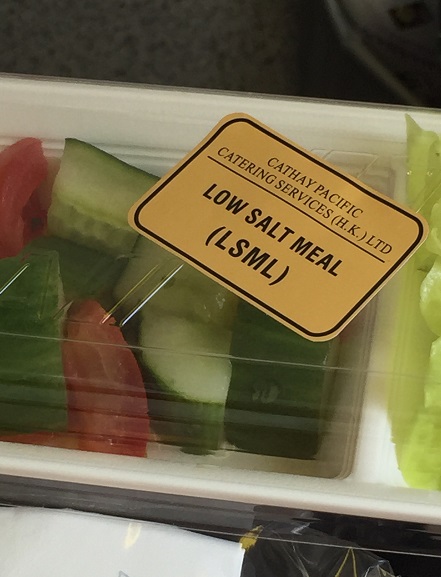 CATHAY PACIFIC
CATERING SERVICES (H.K.) LTD
LOW SALT MEAL
(LSML)